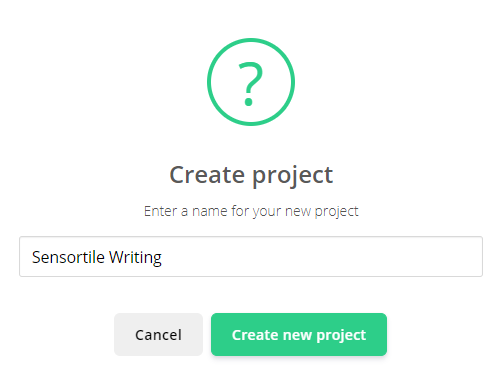 ?
Create project
Enter a name for your new project
Sensortile Writing
Cancel
Create new project